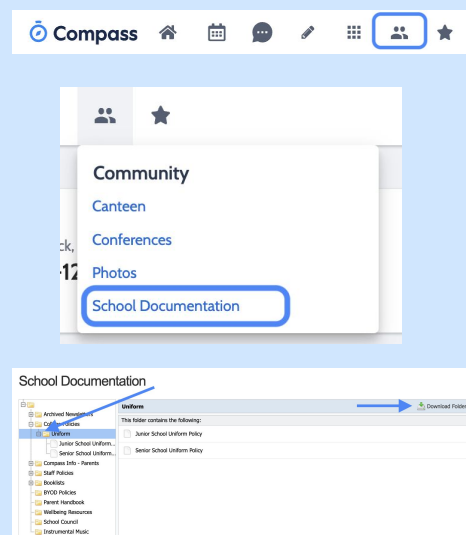 Compass
Community
Canteen
ck,
Conferences
-12
Photos
School Documentation
School Documentation
Uniform
Download Folder
Archived Newsletters
This folder contains the following:
Uniform
Junior School Uniform Policy
Junior School Uniform...
Senior School Uniform...
Senior School Uniform Policy
Compass Info - Parents
Staff Policies
Booklists
BYOD Policies
Parent Handbook
Wellbeing Resources
School Council
Instrumental Music